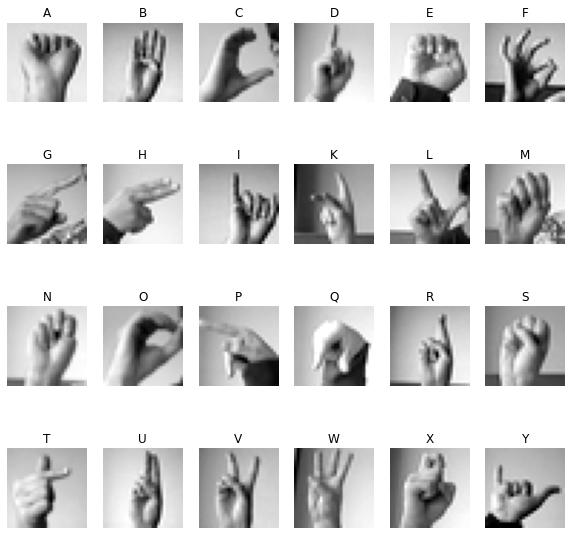 A B C D E F
G H I K L M
N O P Q R S
T U V W X Y